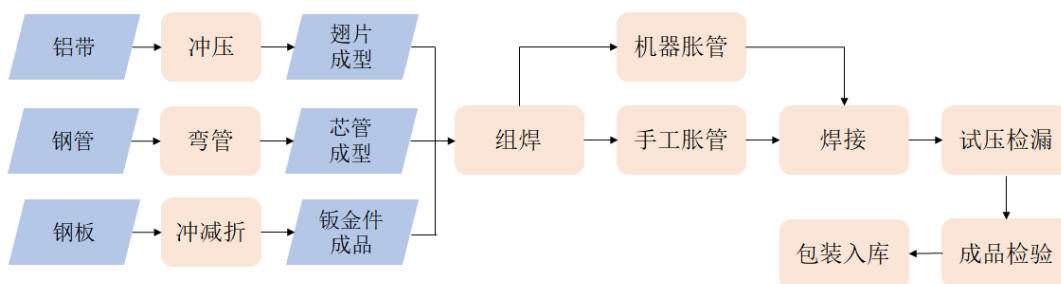 铝带
冲压
翅片
成型
机器胀管
钢管
弯管
芯管
成型
组焊
手工胀管
焊接
试压检漏
钢板
冲减折
钣金件
成品
包装入库
成品检验